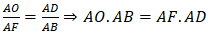 AO/AF = AD/AB ⇒ AO.AB = AF.AD